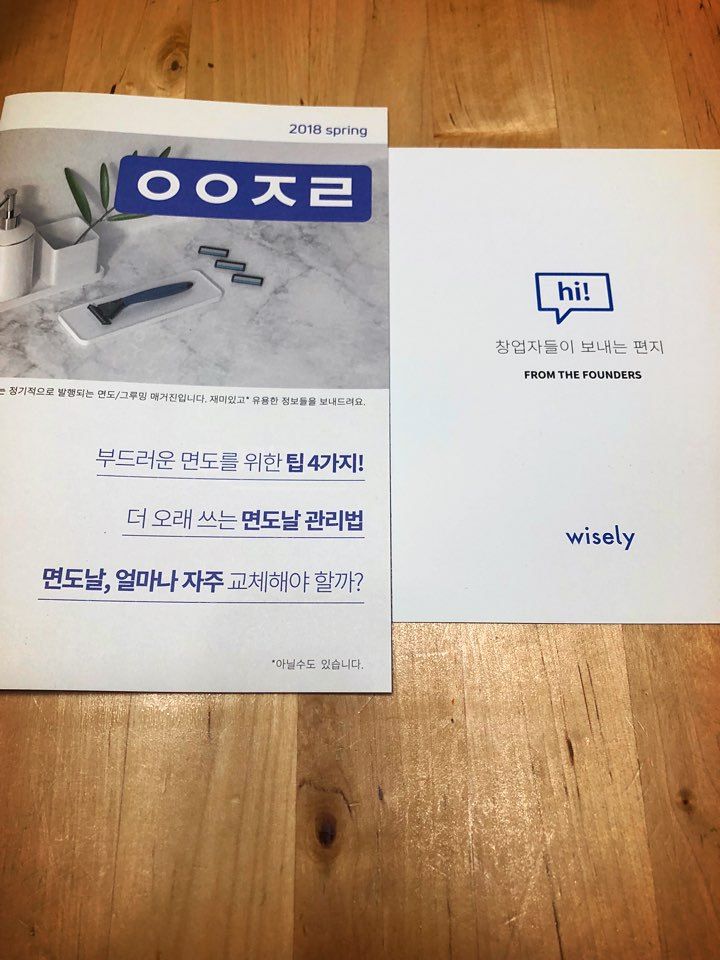 2018 spring
ㅇㅇㅈㄹ
는 정기적으로 발행되는 면도/그루밍 매거진입니다. 재미있고* 유용한 정보들을 보내드려요.
부드러운 면도를 위한 팁 4가지!
더 오래 쓰는 면도날 관리법
면도날, 얼마나 자주 교체해야 할까?
*아닐수도 있습니다.
hi!
창업자들이 보내는 편지
FROM THE FOUNDERS
wisely